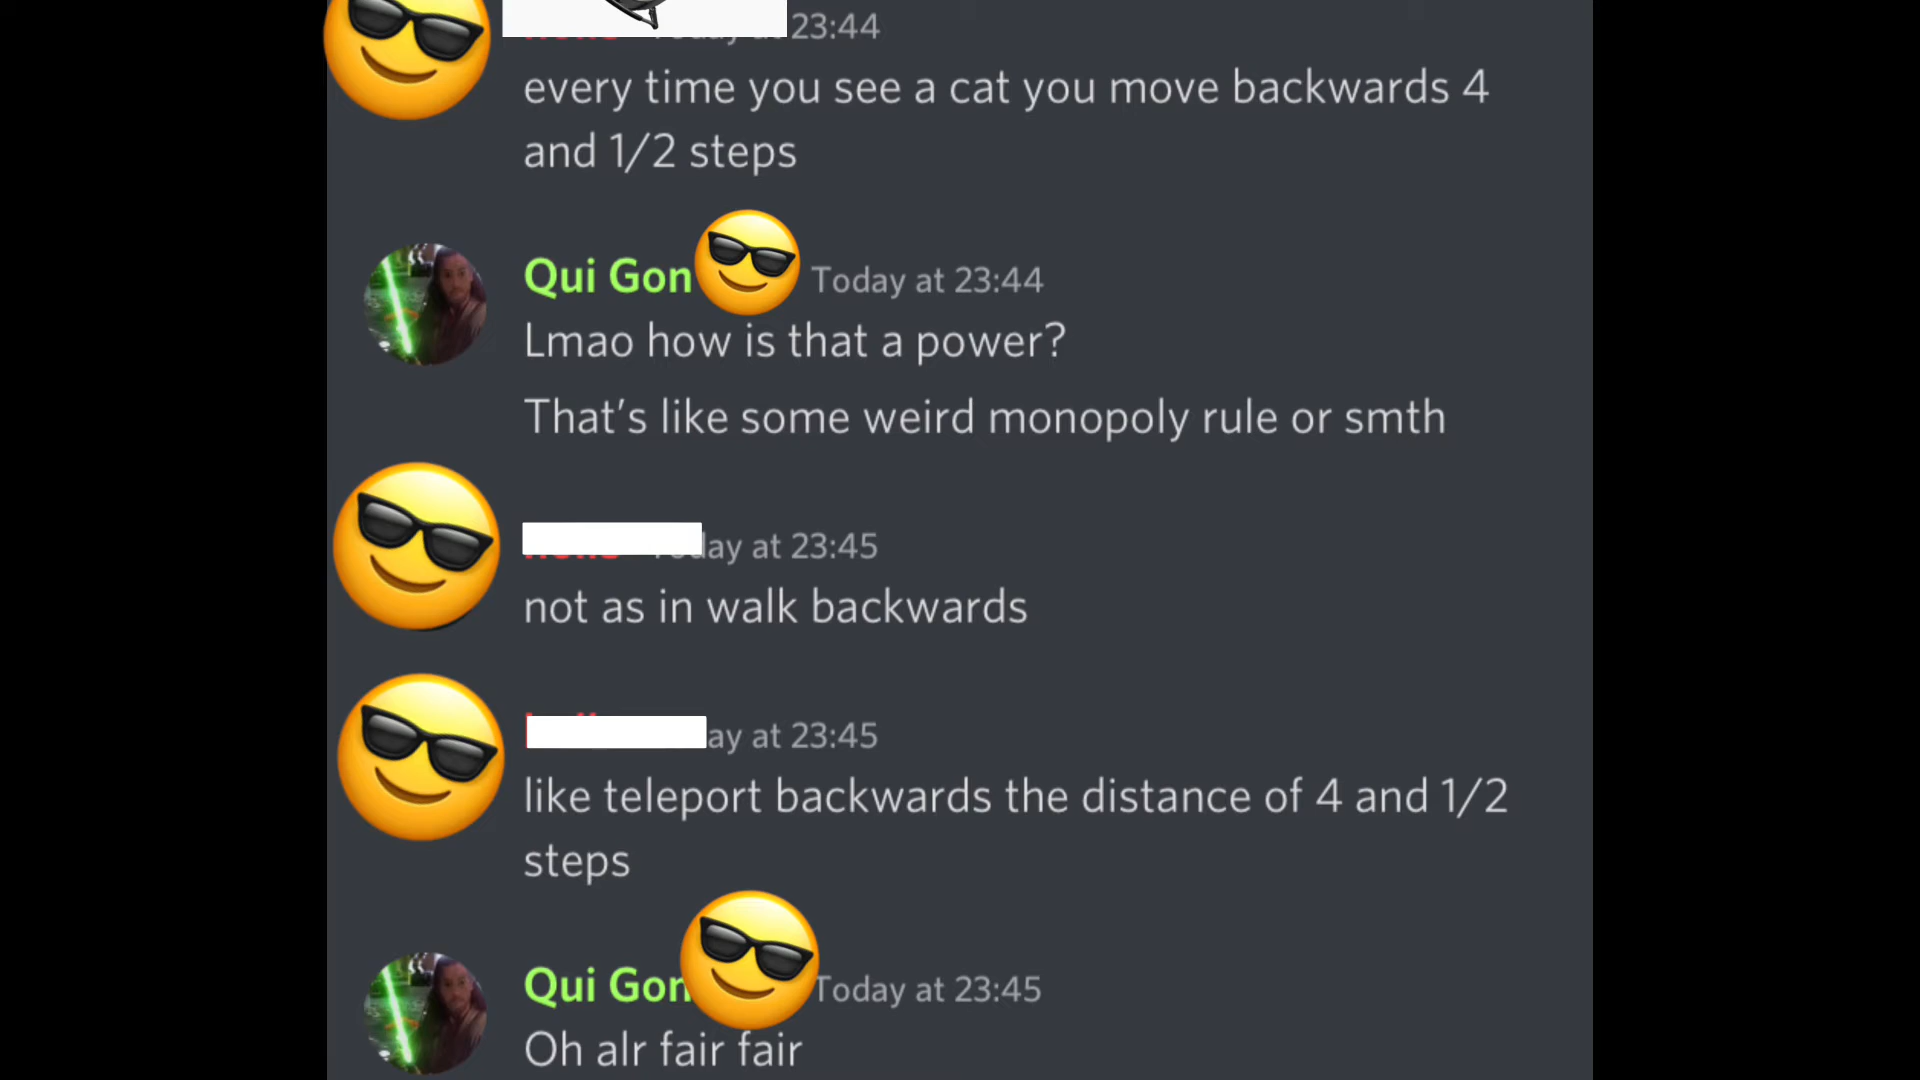 23:44
every time you see a cat you move backwards 4
and 1/2 steps
Qui Gon Today at 23:44
Lmao how is that a power?
That's like some weird monopoly rule or smth
at 23:45
not as in walk backwards
at 23:45
like teleport backwards the distance of 4 and 1/2
steps
Qui Gon Today at 23:45
Oh alr fair fair